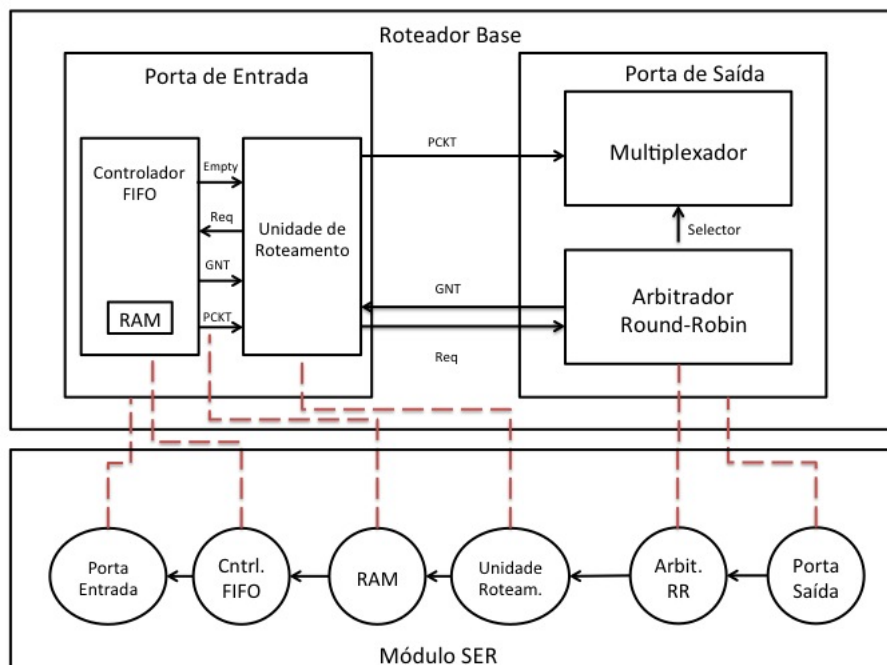 Roteador Base
Porta de Entrada
Porta de Saída
Controlador
FIFO
RAM
Empty
Req
GNT
PCKT
Unidade de
Roteamento
PCKT
GNT
Req
Multiplexador
Selector
Arbitrador
Round-Robin
Porta
Entrada
Cntrl.
FIFO
RAM
Unidade
Roteam.
Arbit.
RR
Porta
Saída
Módulo SER